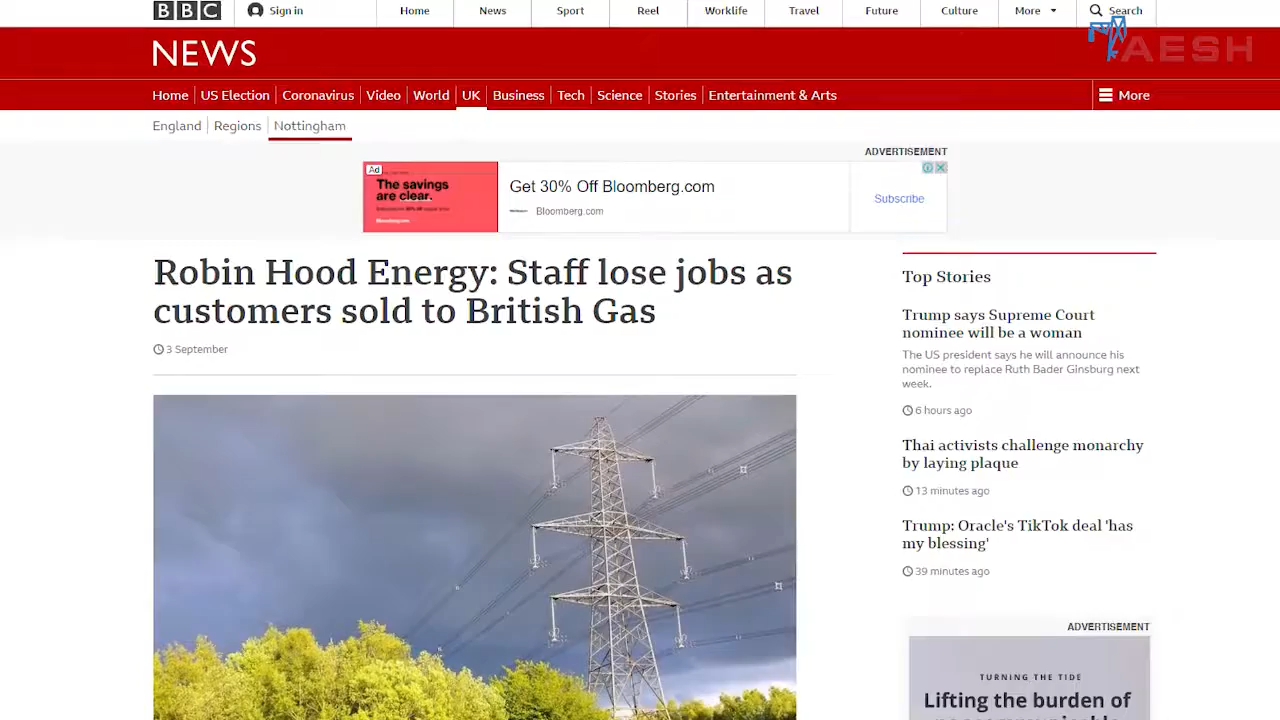 BBC
Sign in
Home
News
Sport
Reel
Worklife
Travel
Future
Culture
More
Search
AESH
NEWS
Home
US Election
Coronavirus
Video
World
UK
Business
Tech
Science
Stories
Entertainment & Arts
More
England
Regions
Nottingham
ADVERTISEMENT
Ad
The savings
are clear.
Get 30% Off Bloomberg.com
Bloomberg.com
Subscribe
Robin Hood Energy: Staff lose jobs as
customers sold to British Gas
3 September
Top Stories
Trump says Supreme Court
nominee will be a woman
The US president says he will announce his
nominee to replace Ruth Bader Ginsburg next
week.
6 hours ago
Thai activists challenge monarchy
by laying plaque
13 minutes ago
Trump: Oracle's TikTok deal 'has
my blessing'
39 minutes ago
ADVERTISEMENT
TURNING THE TIDE
Lifting the burden of